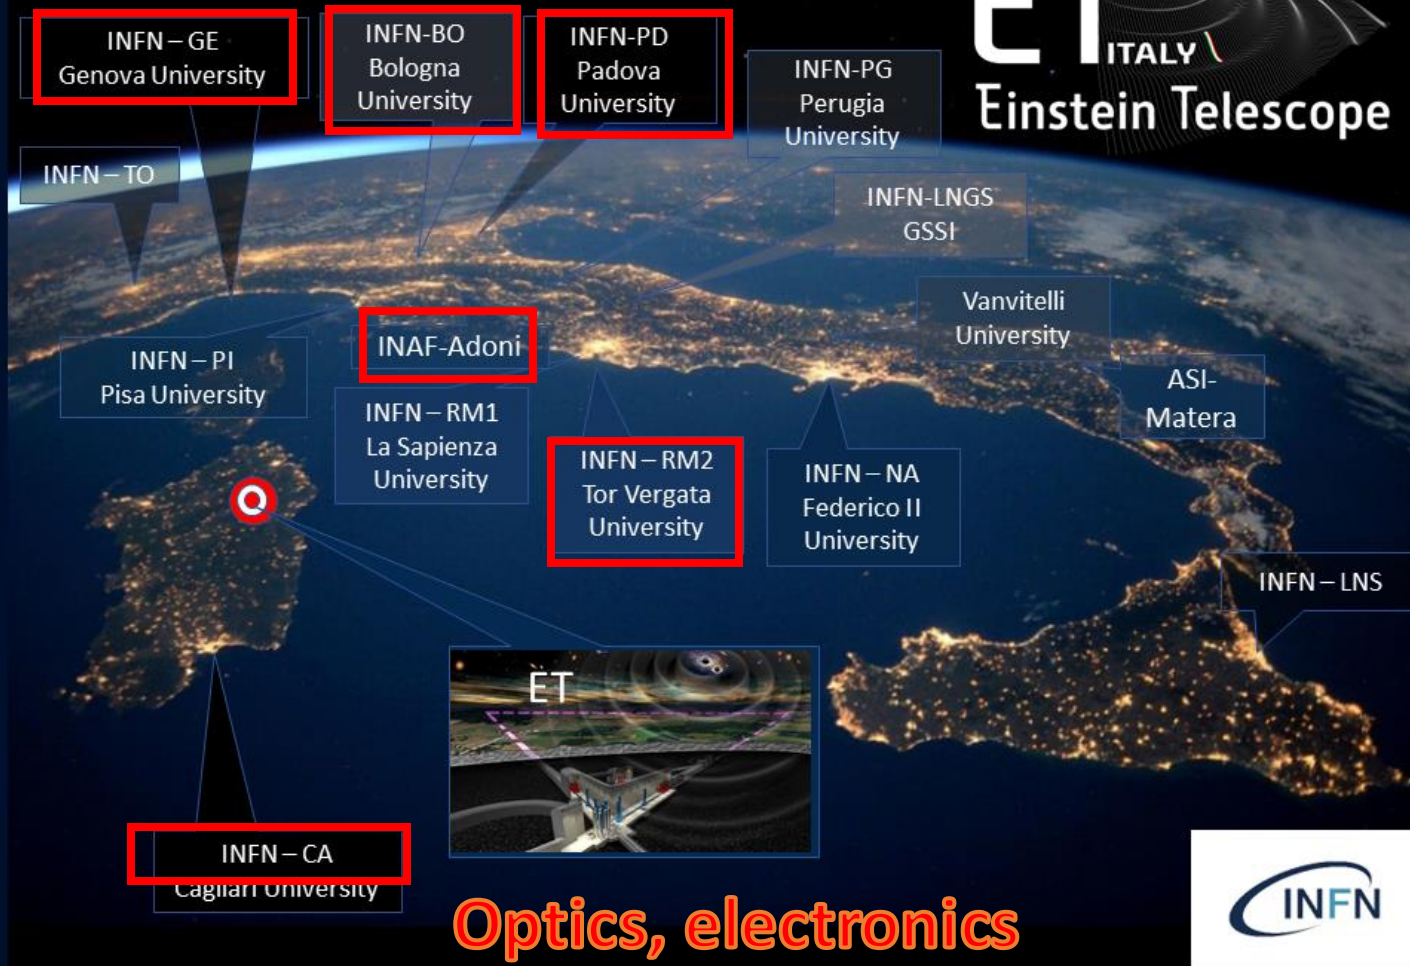 INFN – GE
Genova University
INFN-BO
Bologna
University
INFN-PD
Padova
University
INFN-PG
Perugia
University
ET
ITALY
Einstein Telescope
INFN – TO
INFN-LNGS
GSSI
Vanvitelli
University
INAF-Adoni
INFN – PI
Pisa University
ASI-
Matera
INFN – RM1
La Sapienza
University
INFN – RM2
Tor Vergata
University
INFN – NA
Federico II
University
INFN – LNS
ET
INFN – CA
Cagliari University
Optics, electronics
INFN